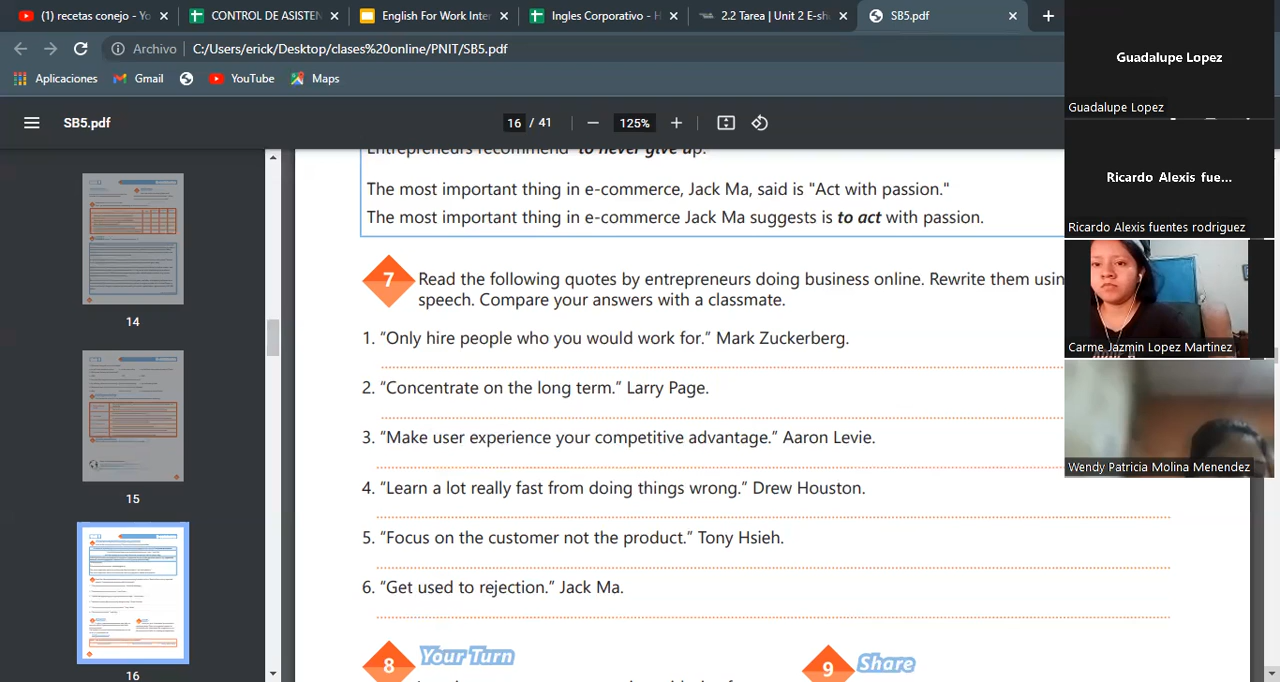 recetas conejo - Yo
CONTROL DE ASISTEN
English For Work Inter
Ingles Corporativo - H
2.2 Tarea | Unit 2 E-sh
SB5.pdf
Archivo
C:/Users/erick/Desktop/clases%20online/PNIT/SB5.pdf
Aplicaciones
Gmail
YouTube
Maps
SB5.pdf
16 / 41
125%
14
15
16
Entrepreneurs recommend to never give up.
The most important thing in e-commerce, Jack Ma, said is "Act with passion."
The most important thing in e-commerce Jack Ma suggests is to act with passion.
7
Read the following quotes by entrepreneurs doing business online. Rewrite them usin
speech. Compare your answers with a classmate.
1. “Only hire people who you would work for.” Mark Zuckerberg.
2. “Concentrate on the long term.” Larry Page.
3. “Make user experience your competitive advantage.” Aaron Levie.
4. “Learn a lot really fast from doing things wrong.” Drew Houston.
5. “Focus on the customer not the product.” Tony Hsieh.
6. “Get used to rejection.” Jack Ma.
8
Your Turn
9
Share
Guadalupe Lopez
Guadalupe Lopez
Ricardo Alexis fue...
Ricardo Alexis fuentes rodriguez
Carme Jazmin Lopez Martinez
Wendy Patricia Molina Menendez